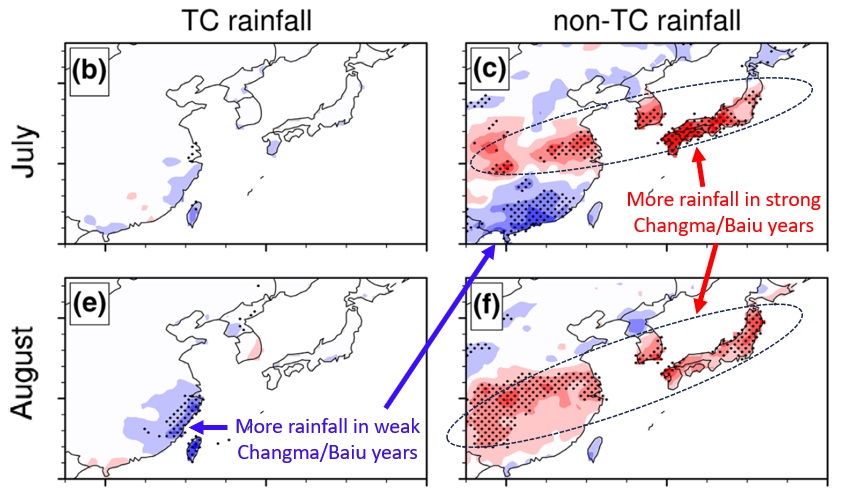 TC rainfall
non-TC rainfall
July
(b)
(c)
More rainfall in strong
Changma/Baiu years
August
(e)
(f)
More rainfall in weak
Changma/Baiu years